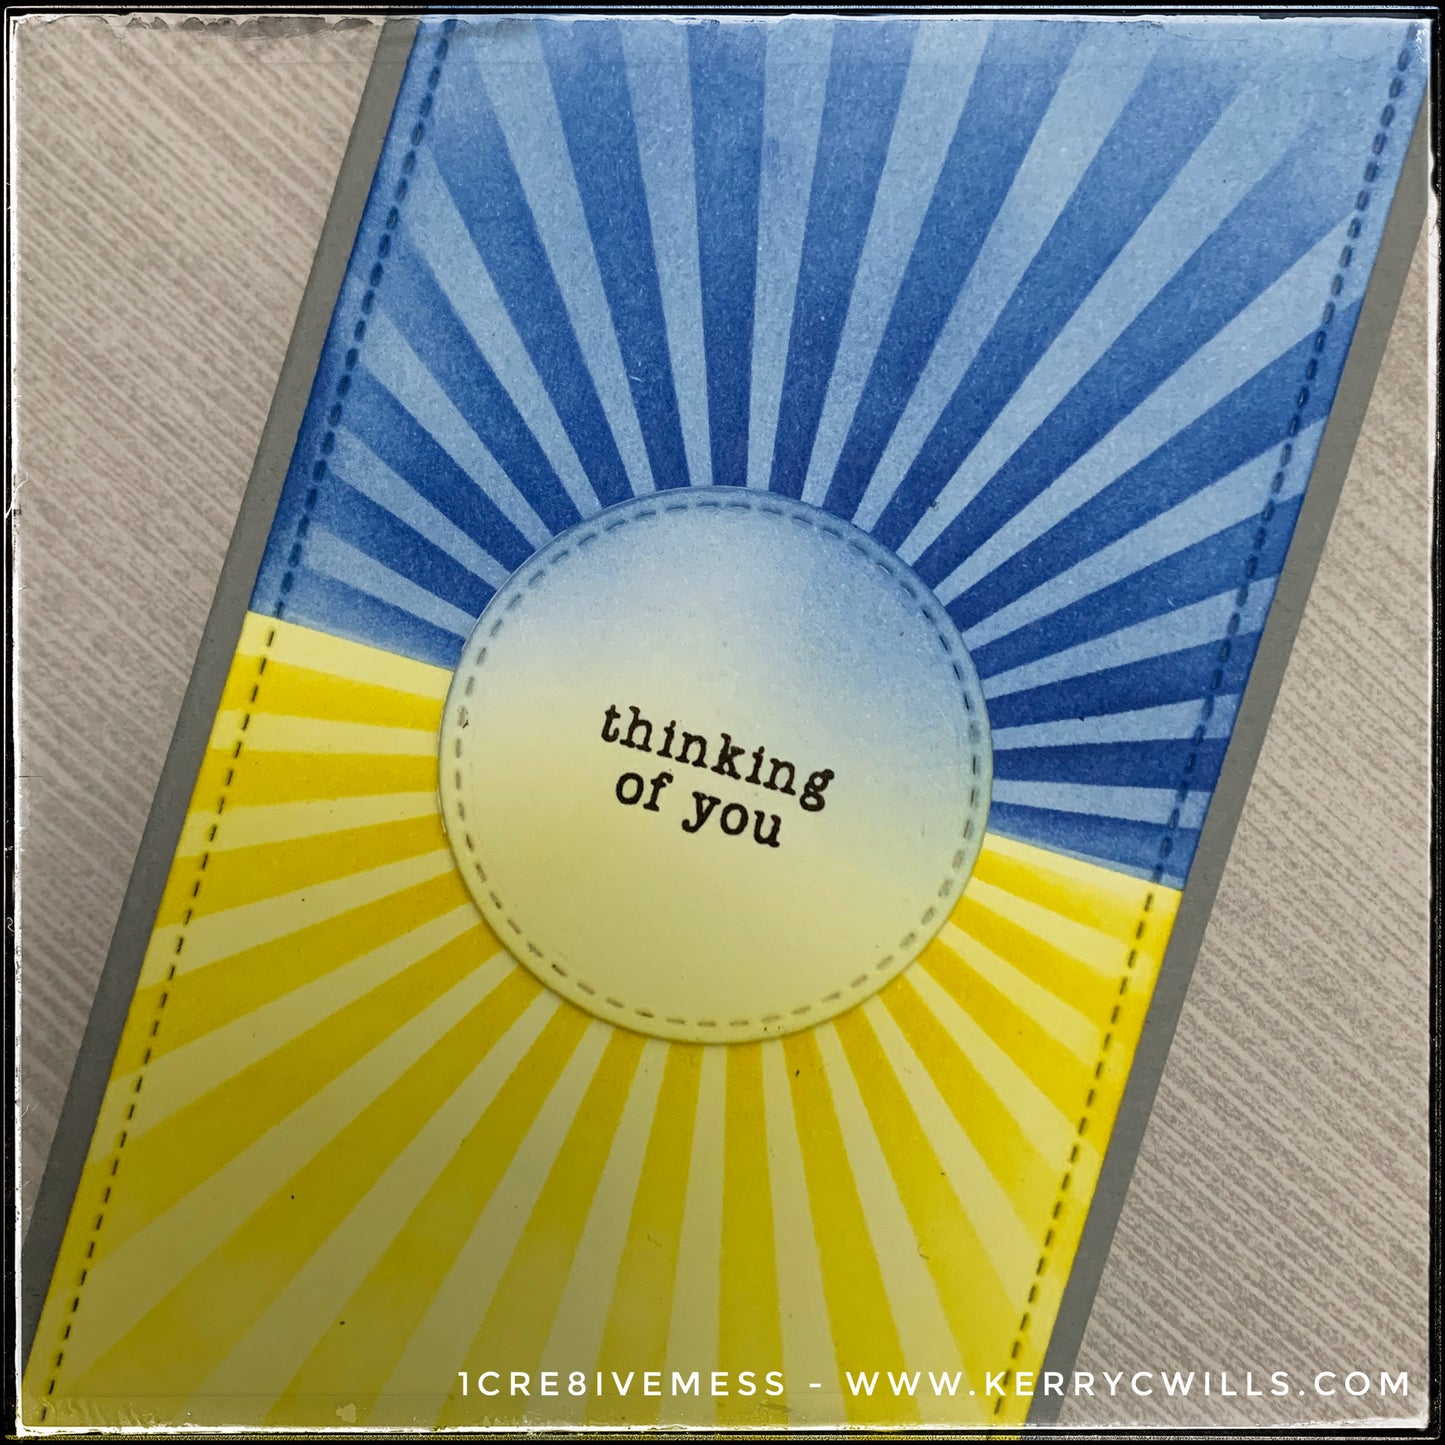 thinking
of you
1CRE8IVEMESS - WWW.KERRYCWILLS.COM